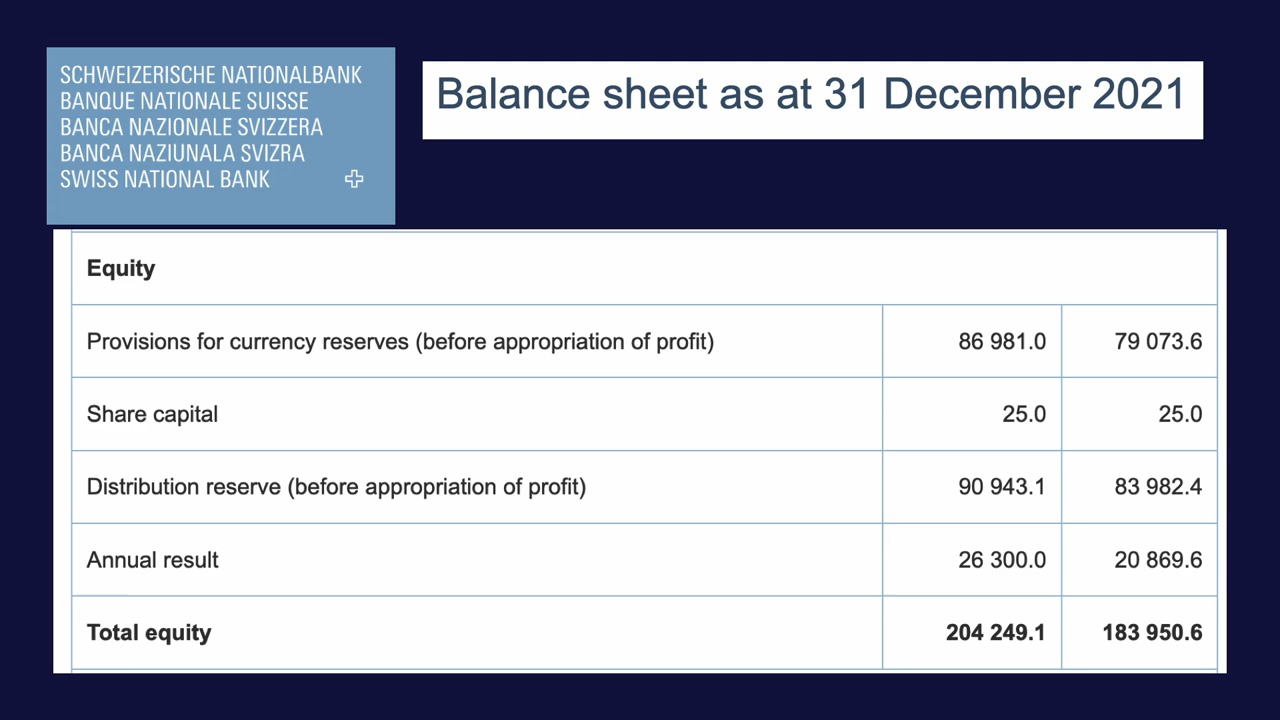 SCHWEIZERISCHE NATIONALBANK
BANQUE NATIONALE SUISSE
BANCA NAZIONALE SVIZZERA
BANCA NAZIUNALA SVIZRA
SWISS NATIONAL BANK
Balance sheet as at 31 December 2021
Equity
Provisions for currency reserves (before appropriation of profit) 86 981.0 79 073.6
Share capital 25.0 25.0
Distribution reserve (before appropriation of profit) 90 943.1 83 982.4
Annual result 26 300.0 20 869.6
Total equity 204 249.1 183 950.6